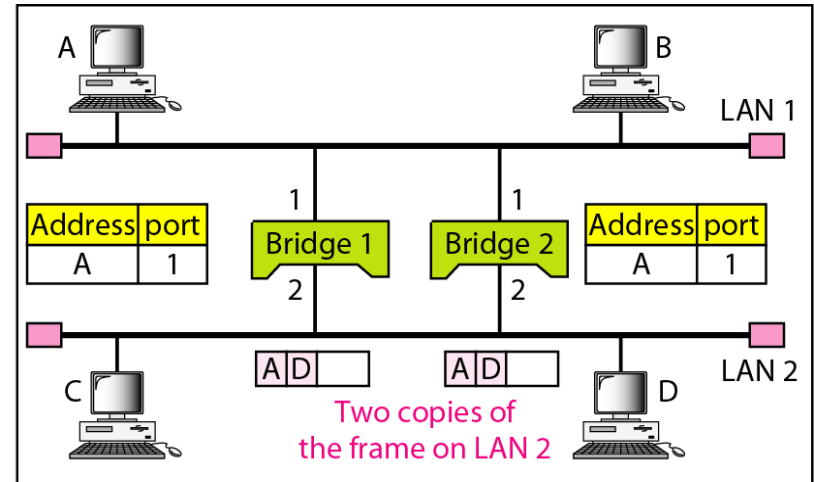 A
B
LAN 1
1
1
Address port
A 1
Bridge 1
Bridge 2
Address port
A 1
2
2
A D
A D
LAN 2
C
D
Two copies of
the frame on LAN 2